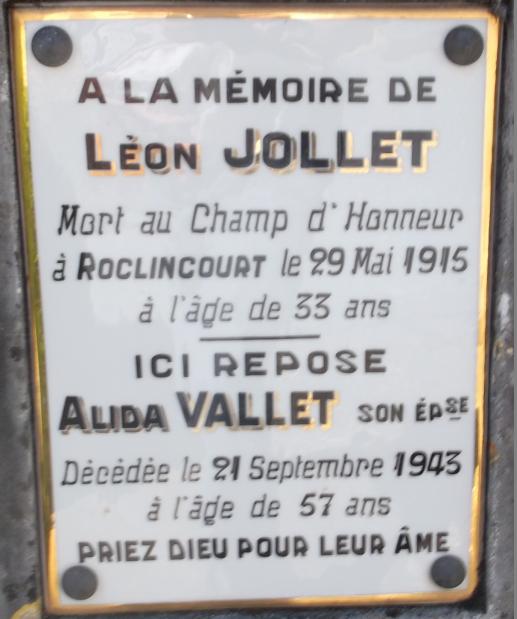 A LA MÉMOIRE DE
LÉON JOLLET
Mort au Champ d'Honneur
à ROCLINCOURT le 29 Mai 1915
à l'âge de 33 ans
ICI REPOSE
ALIDA VALLET SON ÉPSE
Décédée le 21 Septembre 1943
à l'âge de 57 ans
PRIEZ DIEU POUR LEUR ÂME